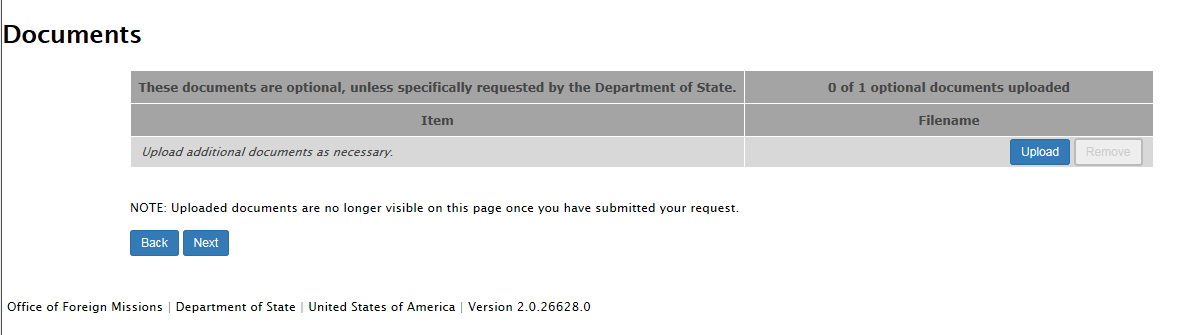 Documents
These documents are optional, unless specifically requested by the Department of State. 0 of 1 optional documents uploaded
Item Filename
Upload additional documents as necessary. Upload Remove
NOTE: Uploaded documents are no longer visible on this page once you have submitted your request.
Back Next
Office of Foreign Missions | Department of State | United States of America | Version 2.0.26628.0